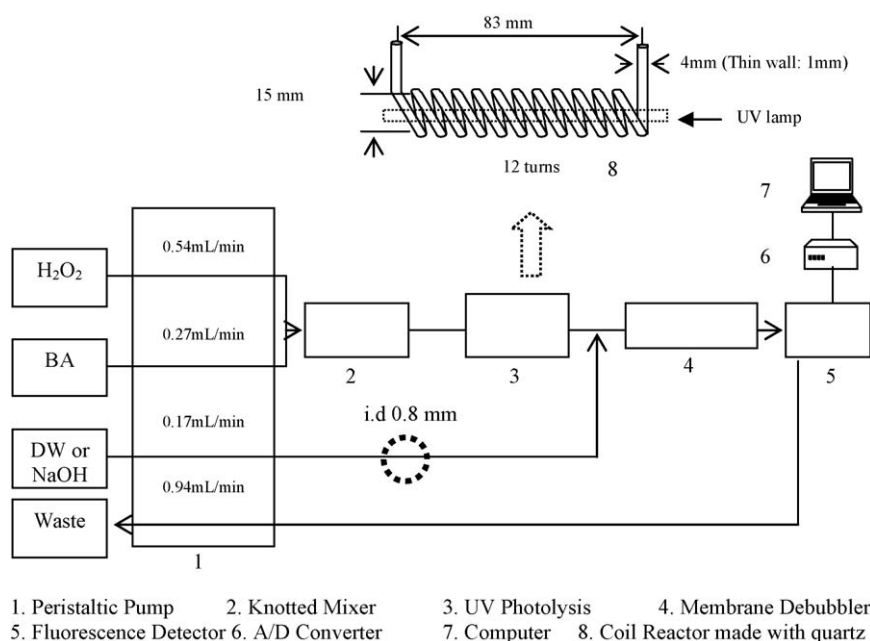 83 mm
4mm (Thin wall: 1mm)
15 mm
UV lamp
12 turns
8
7
6
0.54mL/min
H₂O₂
0.27mL/min
BA
2
3
4
5
i.d 0.8 mm
0.17mL/min
DW or
NaOH
0.94mL/min
Waste
1
1. Peristaltic Pump 2. Knotted Mixer 3. UV Photolysis 4. Membrane Debubbler
5. Fluorescence Detector 6. A/D Converter 7. Computer 8. Coil Reactor made with quartz